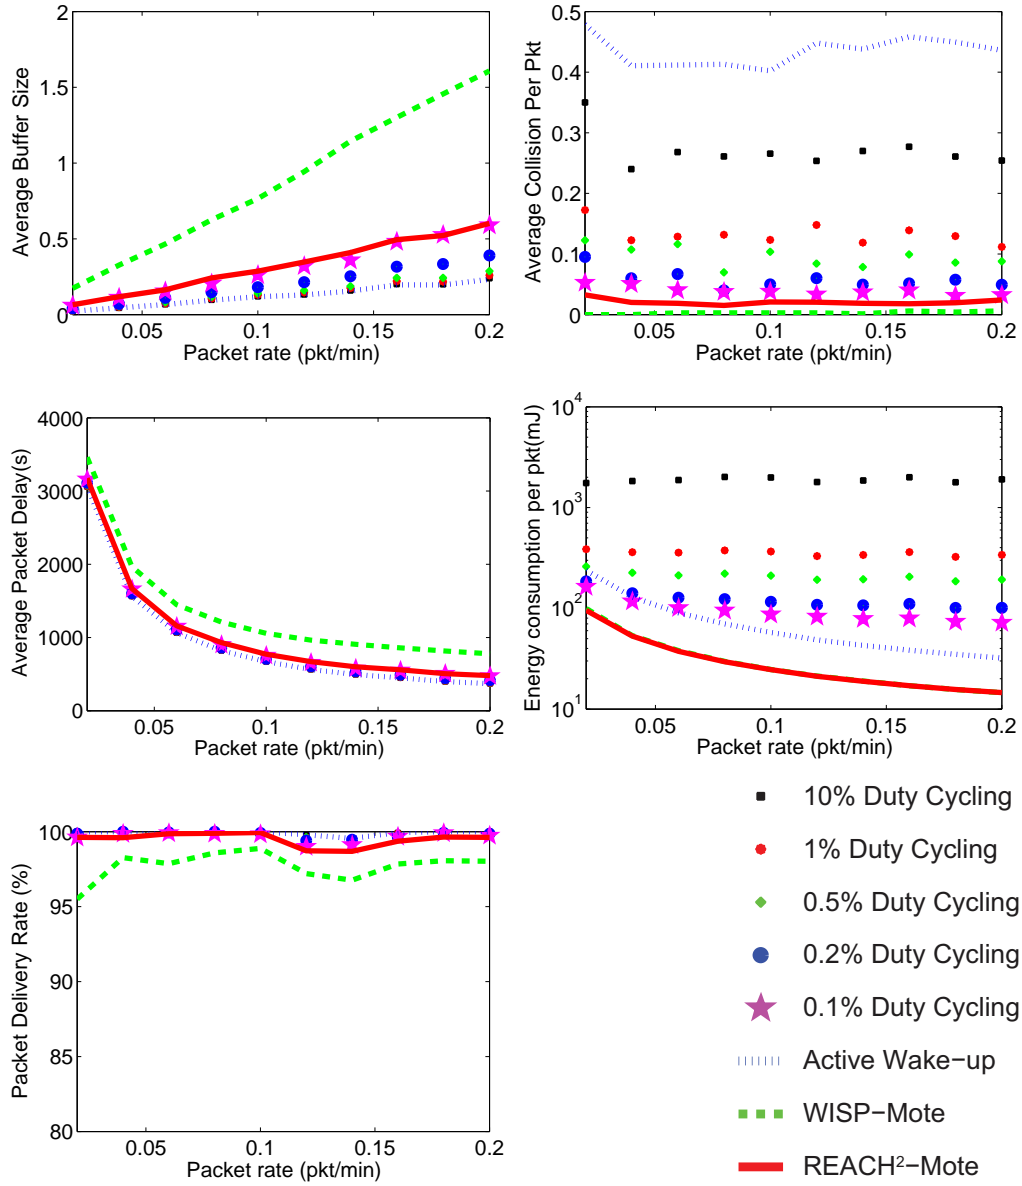 Average Buffer Size
2
1.5
1
0.5
0
0.05
0.1
0.15
0.2
Packet rate (pkt/min)
Average Collision Per Pkt
0.5
0.4
0.3
0.2
0.1
0
0.05
0.1
0.15
0.2
Packet rate (pkt/min)
Average Packet Delay(s)
4000
3000
2000
1000
0
0.05
0.1
0.15
0.2
Packet rate (pkt/min)
Energy consumption per pkt(mJ)
10⁴
10³
10²
10¹
0.05
0.1
0.15
0.2
Packet rate (pkt/min)
Packet Delivery Rate (%)
100
95
90
85
80
0.05
0.1
0.15
0.2
Packet rate (pkt/min)
10% Duty Cycling
1% Duty Cycling
0.5% Duty Cycling
0.2% Duty Cycling
0.1% Duty Cycling
Active Wake−up
WISP−Mote
REACH²−Mote